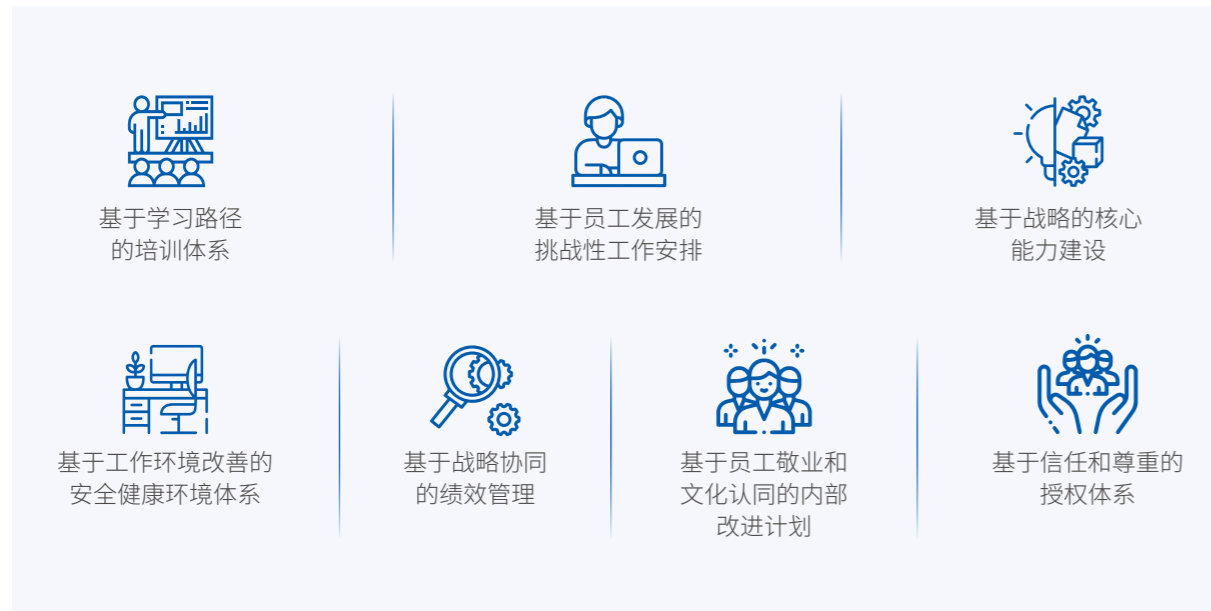 基于学习路径
的培训体系
基于员工发展的
挑战性工作安排
基于战略的核心
能力建设
基于工作环境改善的
安全健康环境体系
基于战略协同
的绩效管理
基于员工敬业和
文化认同的内部
改进计划
基于信任和尊重的
授权体系